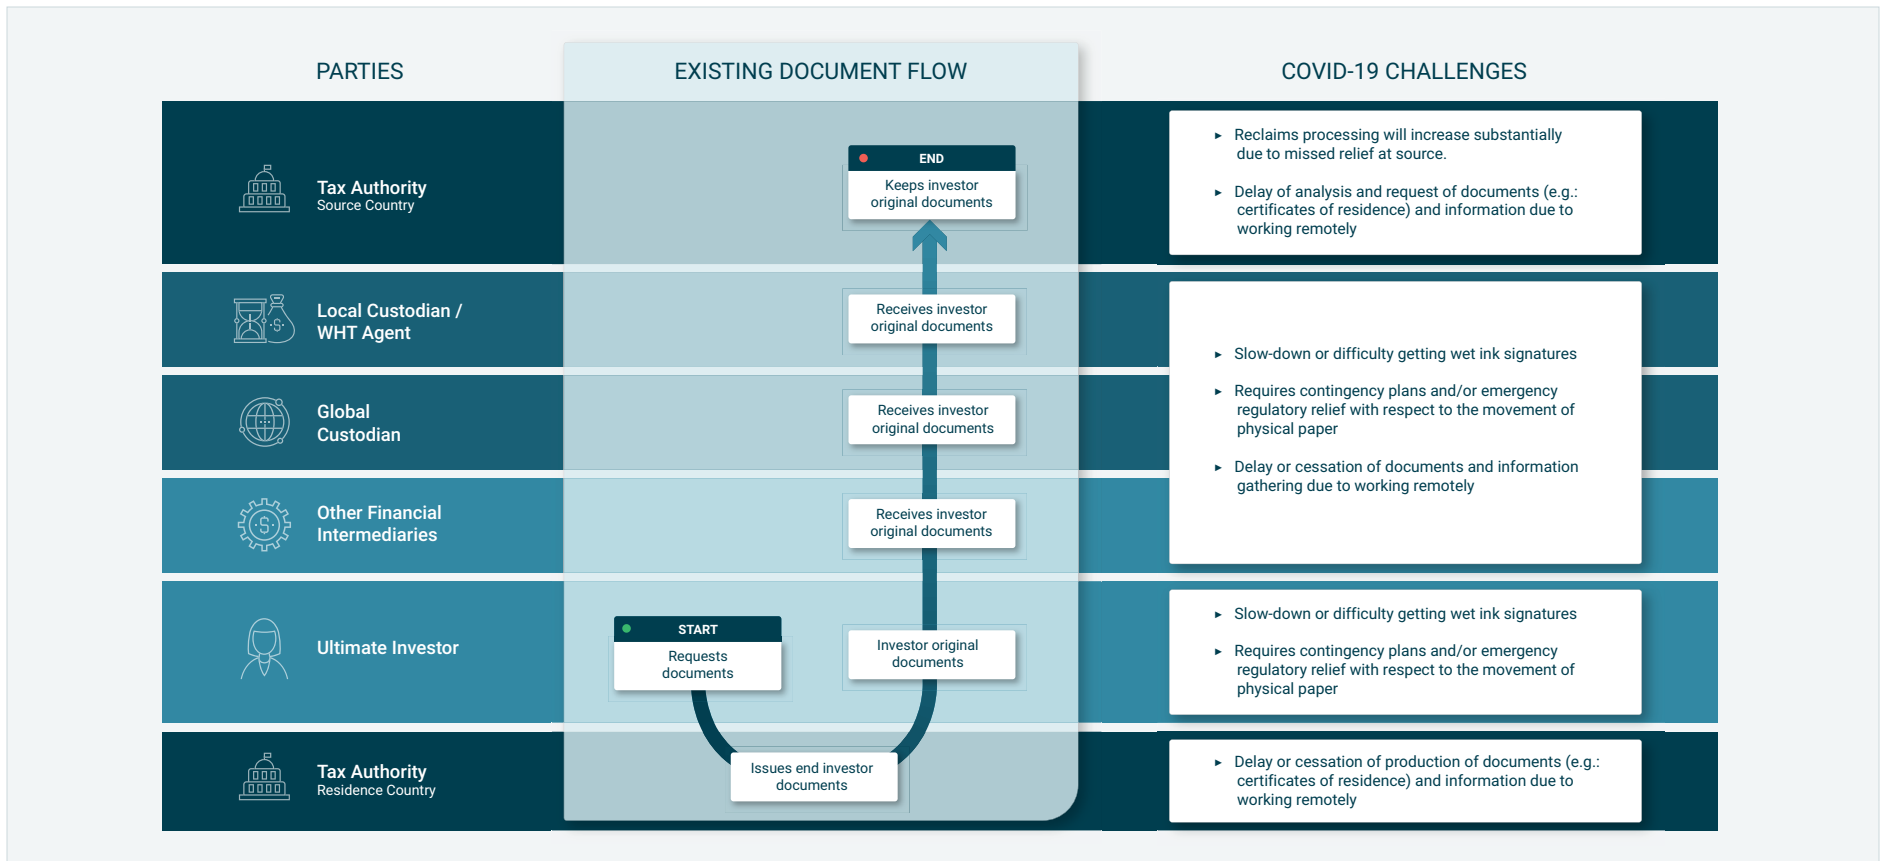 PARTIES
EXISTING DOCUMENT FLOW
COVID-19 CHALLENGES
Tax Authority
Source Country
END
Keeps investor
original documents
► Reclaims processing will increase substantially
due to missed relief at source.
► Delay of analysis and request of documents (e.g.:
certificates of residence) and information due to
working remotely
Local Custodian /
WHT Agent
Receives investor
original documents
Global
Custodian
Receives investor
original documents
Other Financial
Intermediaries
Receives investor
original documents
► Slow-down or difficulty getting wet ink signatures
► Requires contingency plans and/or emergency
regulatory relief with respect to the movement of
physical paper
► Delay or cessation of documents and information
gathering due to working remotely
Ultimate Investor
START
Requests
documents
Investor original
documents
► Slow-down or difficulty getting wet ink signatures
► Requires contingency plans and/or emergency
regulatory relief with respect to the movement of
physical paper
Tax Authority
Residence Country
Issues end investor
documents
► Delay or cessation of production of documents (e.g.:
certificates of residence) and information due to
working remotely